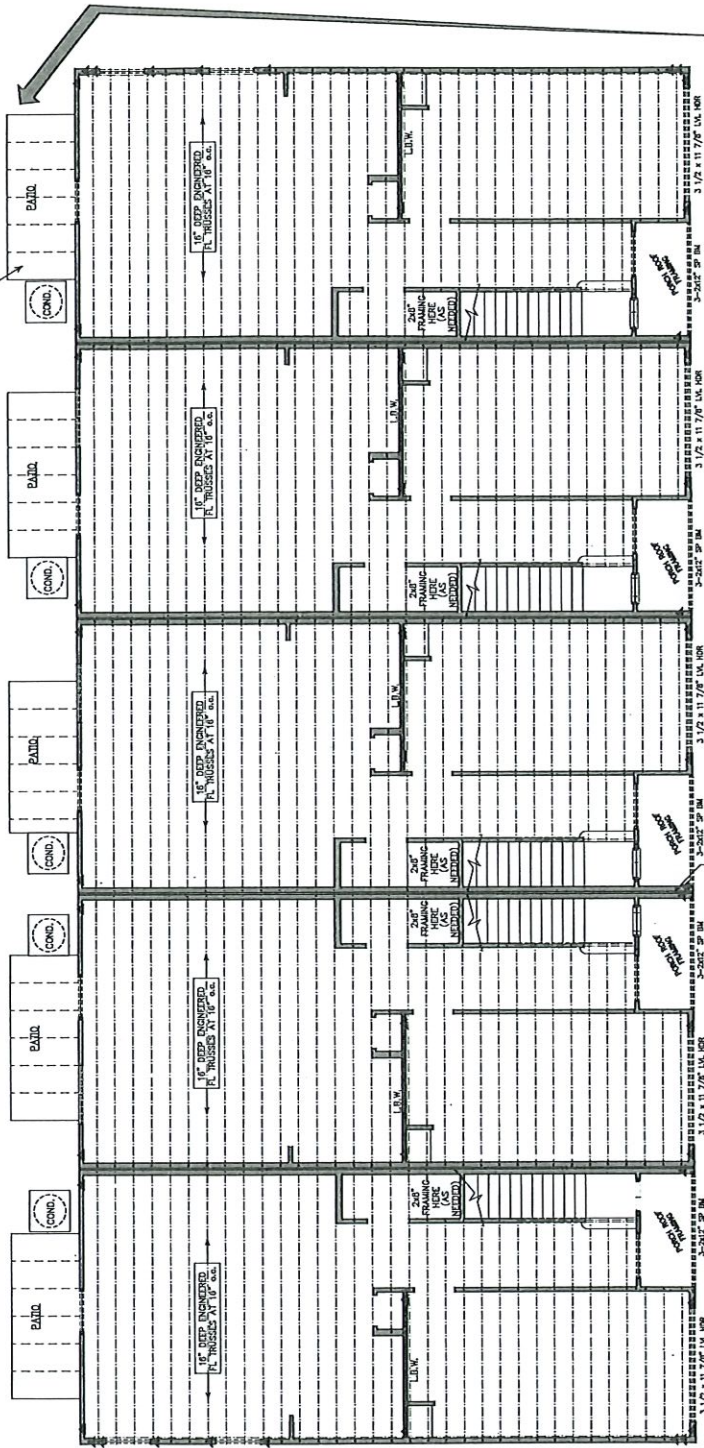 PATIO
COND.
16" DEEP ENGINEERED
FL TRUSSES AT 16" o.c.
L.B.W.
2x8"
FRAMING
HERE
(AS
NEEDED)
PORCH ROOF
FRAMING
3 1/2 x 11 7/8" LVL HDR
3-2x12" SP BM
PATIO
COND.
16" DEEP ENGINEERED
FL TRUSSES AT 16" o.c.
L.B.W.
2x8"
FRAMING
HERE
(AS
NEEDED)
PORCH ROOF
FRAMING
3 1/2 x 11 7/8" LVL HDR
3-2x12" SP BM
PATIO
COND.
16" DEEP ENGINEERED
FL TRUSSES AT 16" o.c.
L.B.W.
2x8"
FRAMING
HERE
(AS
NEEDED)
PORCH ROOF
FRAMING
3 1/2 x 11 7/8" LVL HDR
3-2x12" SP BM
COND.
PATIO
16" DEEP ENGINEERED
FL TRUSSES AT 16" o.c.
2x8"
FRAMING
HERE
(AS
NEEDED)
L.B.W.
PORCH ROOF
FRAMING
3-2x12" SP BM
3 1/2 x 11 7/8" LVL HDR
COND.
PATIO
16" DEEP ENGINEERED
FL TRUSSES AT 16" o.c.
2x8"
FRAMING
HERE
(AS
NEEDED)
L.B.W.
PORCH ROOF
FRAMING
3-2x12" SP BM
3 1/2 x 11 7/8" LVL HDR